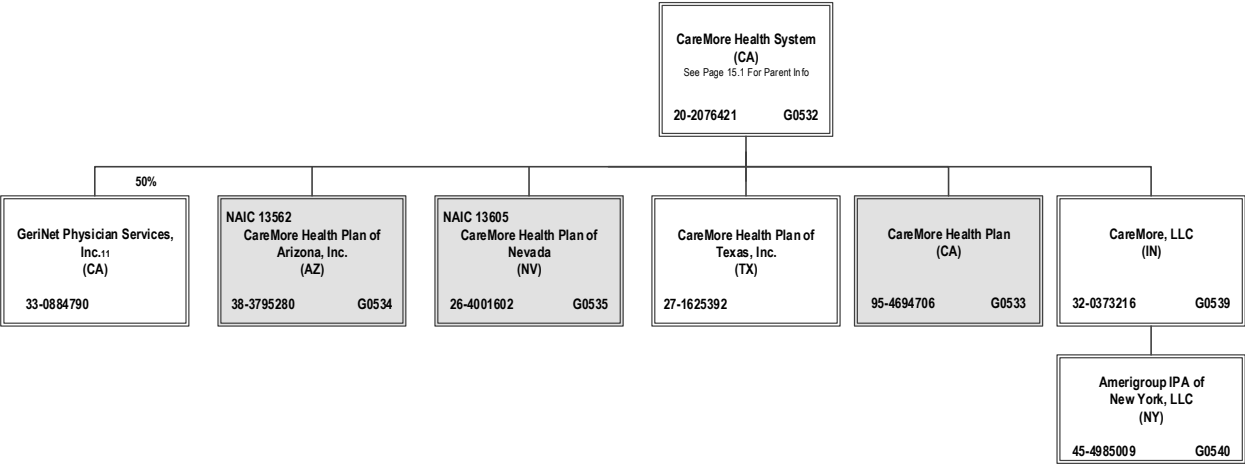 CareMore Health System
(CA)
See Page 15.1 For Parent Info
20-2076421 G0532
50%
GeriNet Physician Services,
Inc.11
(CA)
33-0884790
NAIC 13562
CareMore Health Plan of
Arizona, Inc.
(AZ)
38-3795280 G0534
NAIC 13605
CareMore Health Plan of
Nevada
(NV)
26-4001602 G0535
CareMore Health Plan of
Texas, Inc.
(TX)
27-1625392
CareMore Health Plan
(CA)
95-4694706 G0533
CareMore, LLC
(IN)
32-0373216 G0539
Amerigroup IPA of
New York, LLC
(NY)
45-4985009 G0540